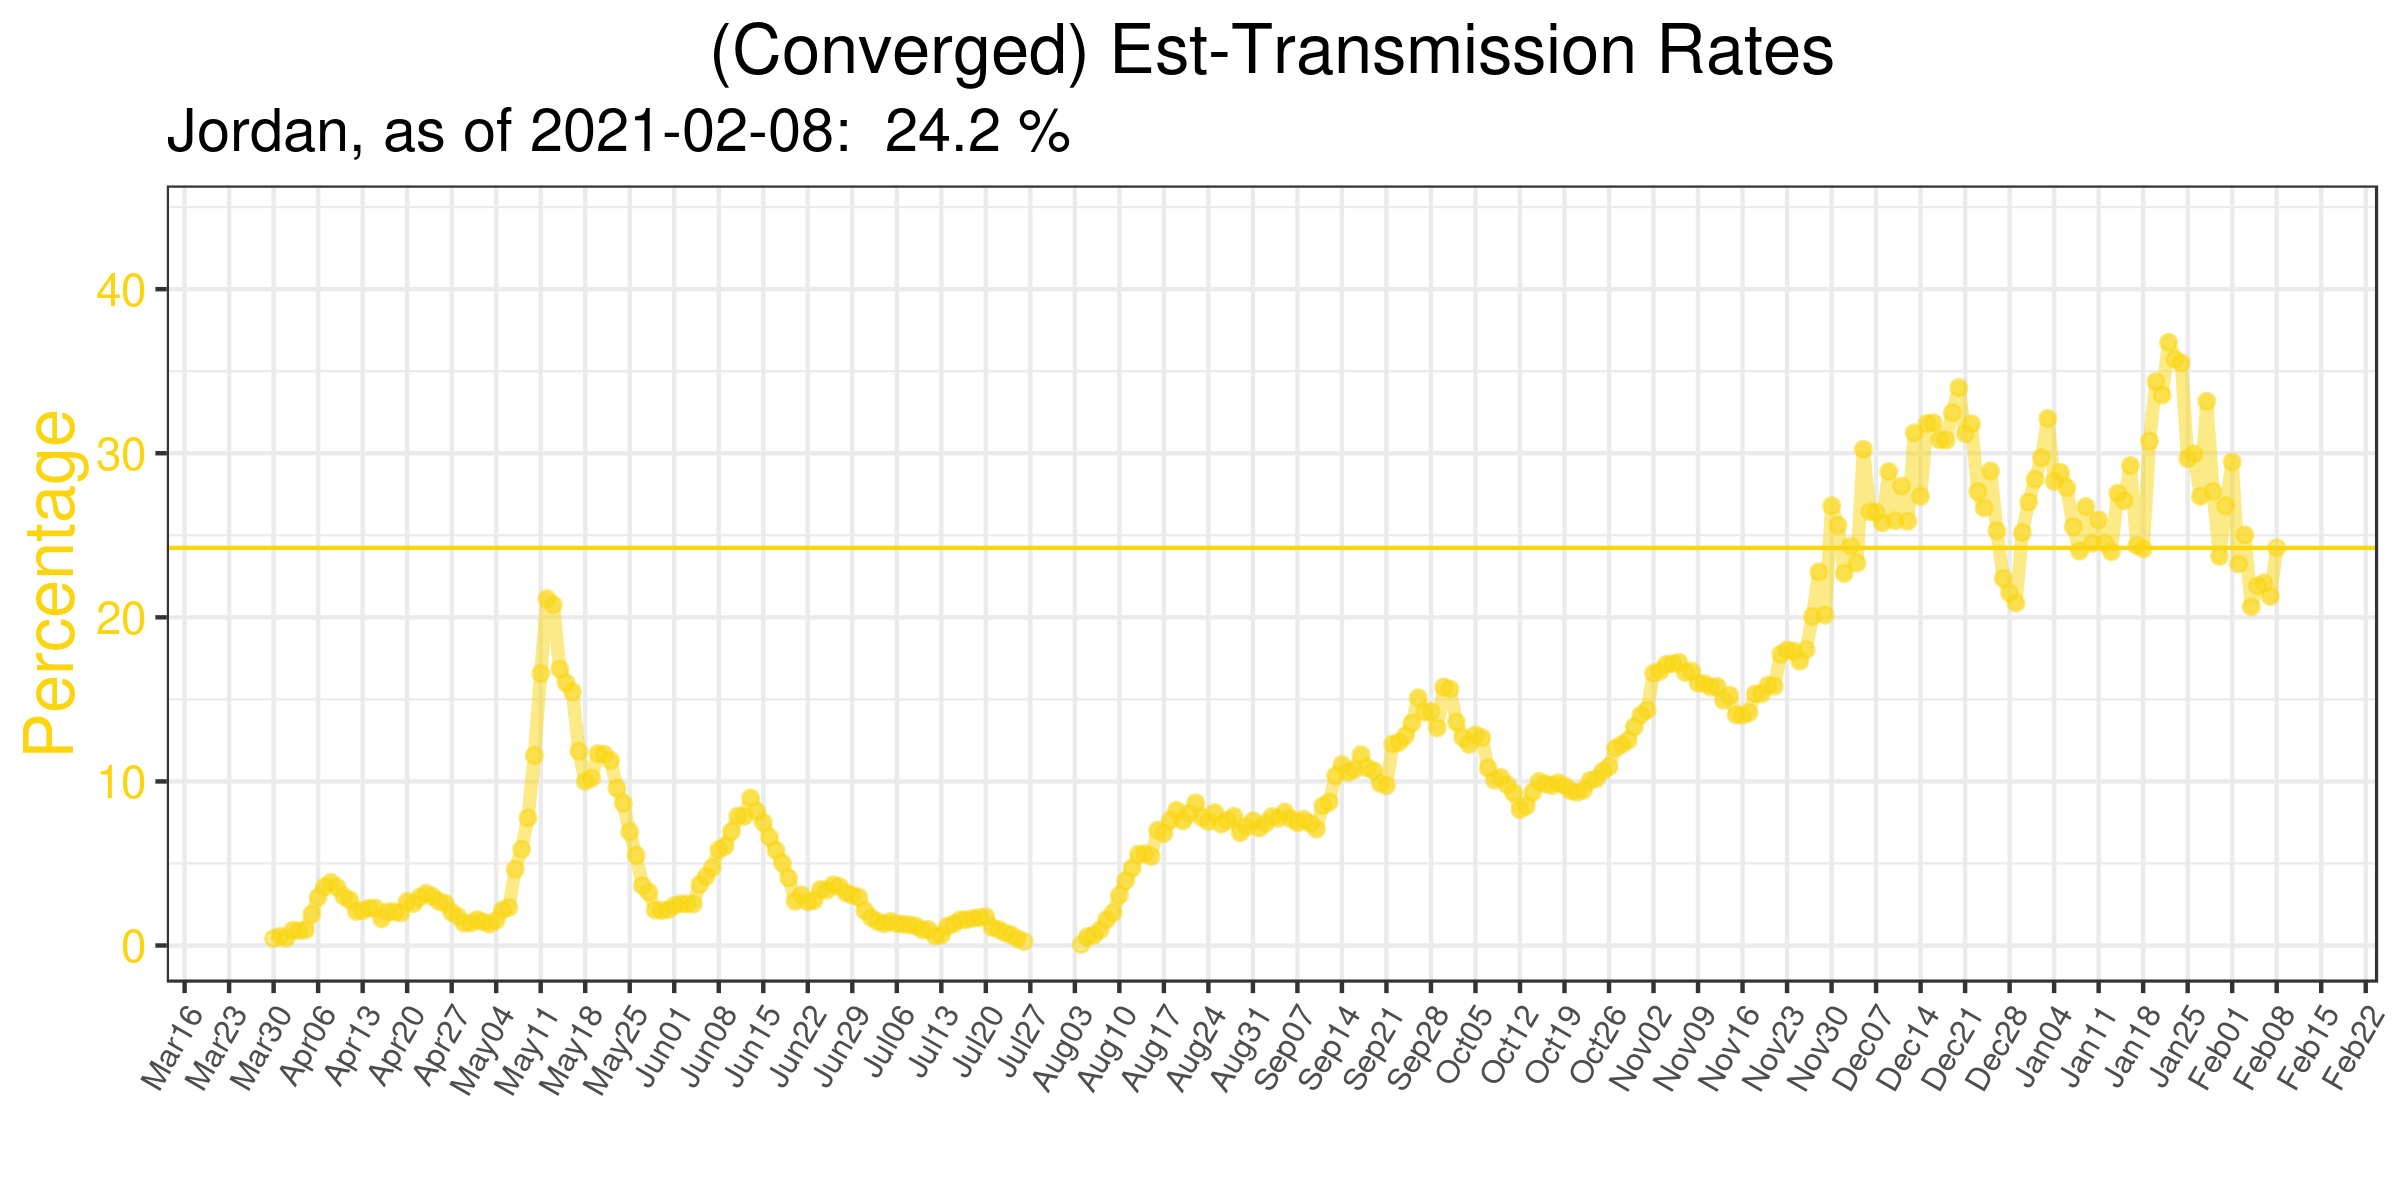 (Converged) Est-Transmission Rates
Jordan, as of 2021-02-08:  24.2 %
Percentage
40
30
20
10
0
Mar16
Mar23
Mar30
Apr06
Apr13
Apr20
Apr27
May04
May11
May18
May25
Jun01
Jun08
Jun15
Jun22
Jun29
Jul06
Jul13
Jul20
Jul27
Aug03
Aug10
Aug17
Aug24
Aug31
Sep07
Sep14
Sep21
Sep28
Oct05
Oct12
Oct19
Oct26
Nov02
Nov09
Nov16
Nov23
Nov30
Dec07
Dec14
Dec21
Dec28
Jan04
Jan11
Jan18
Jan25
Feb01
Feb08
Feb15
Feb22